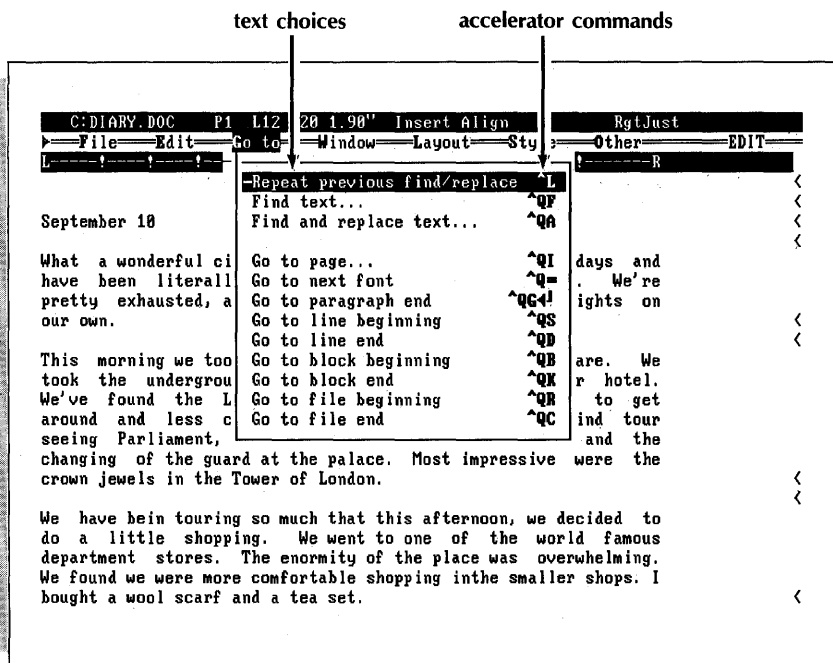 text choices accelerator commands
C:DIARY.DOC P1 L12 20 1.90" Insert Align RgtJust
File Edit Go to Window Layout Sty e Other EDIT
L-----!----!----!-- !-------R
Repeat previous find/replace ^L <
Find text... ^QF <
September 10 Find and replace text... ^QA <
<
What a wonderful ci Go to page... ^QI days and
have been literall Go to next font ^Q= . We're
pretty exhausted, a Go to paragraph end ^QG↵ ights on
our own. Go to line beginning ^QS <
Go to line end ^QD <
This morning we too Go to block beginning ^QB are. We
took the undergrou Go to block end ^QK r hotel.
We've found the L Go to file beginning ^QR to get
around and less c Go to file end ^QC ind tour
seeing Parliament, and the
changing of the guard at the palace. Most impressive were the
crown jewels in the Tower of London. <
<
We have bein touring so much that this afternoon, we decided to
do a little shopping. We went to one of the world famous
department stores. The enormity of the place was overwhelming.
We found we were more comfortable shopping inthe smaller shops. I
bought a wool scarf and a tea set. <